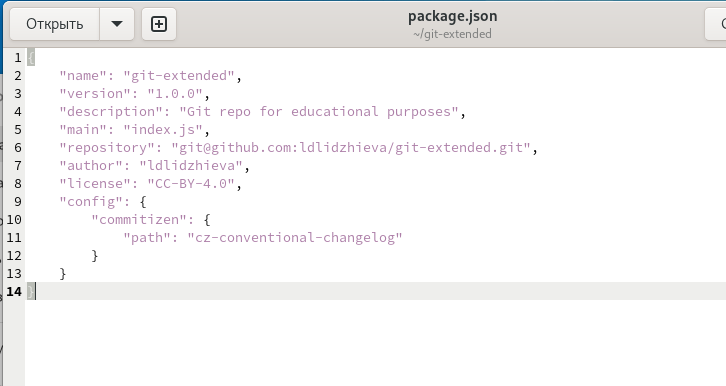 Открыть
package.json
~/git-extended
1 {
2     "name": "git-extended",
3     "version": "1.0.0",
4     "description": "Git repo for educational purposes",
5     "main": "index.js",
6     "repository": "git@github.com:ldlidzhieva/git-extended.git",
7     "author": "ldlidzhieva",
8     "license": "CC-BY-4.0",
9     "config": {
10         "commitizen": {
11             "path": "cz-conventional-changelog"
12         }
13     }
14 }